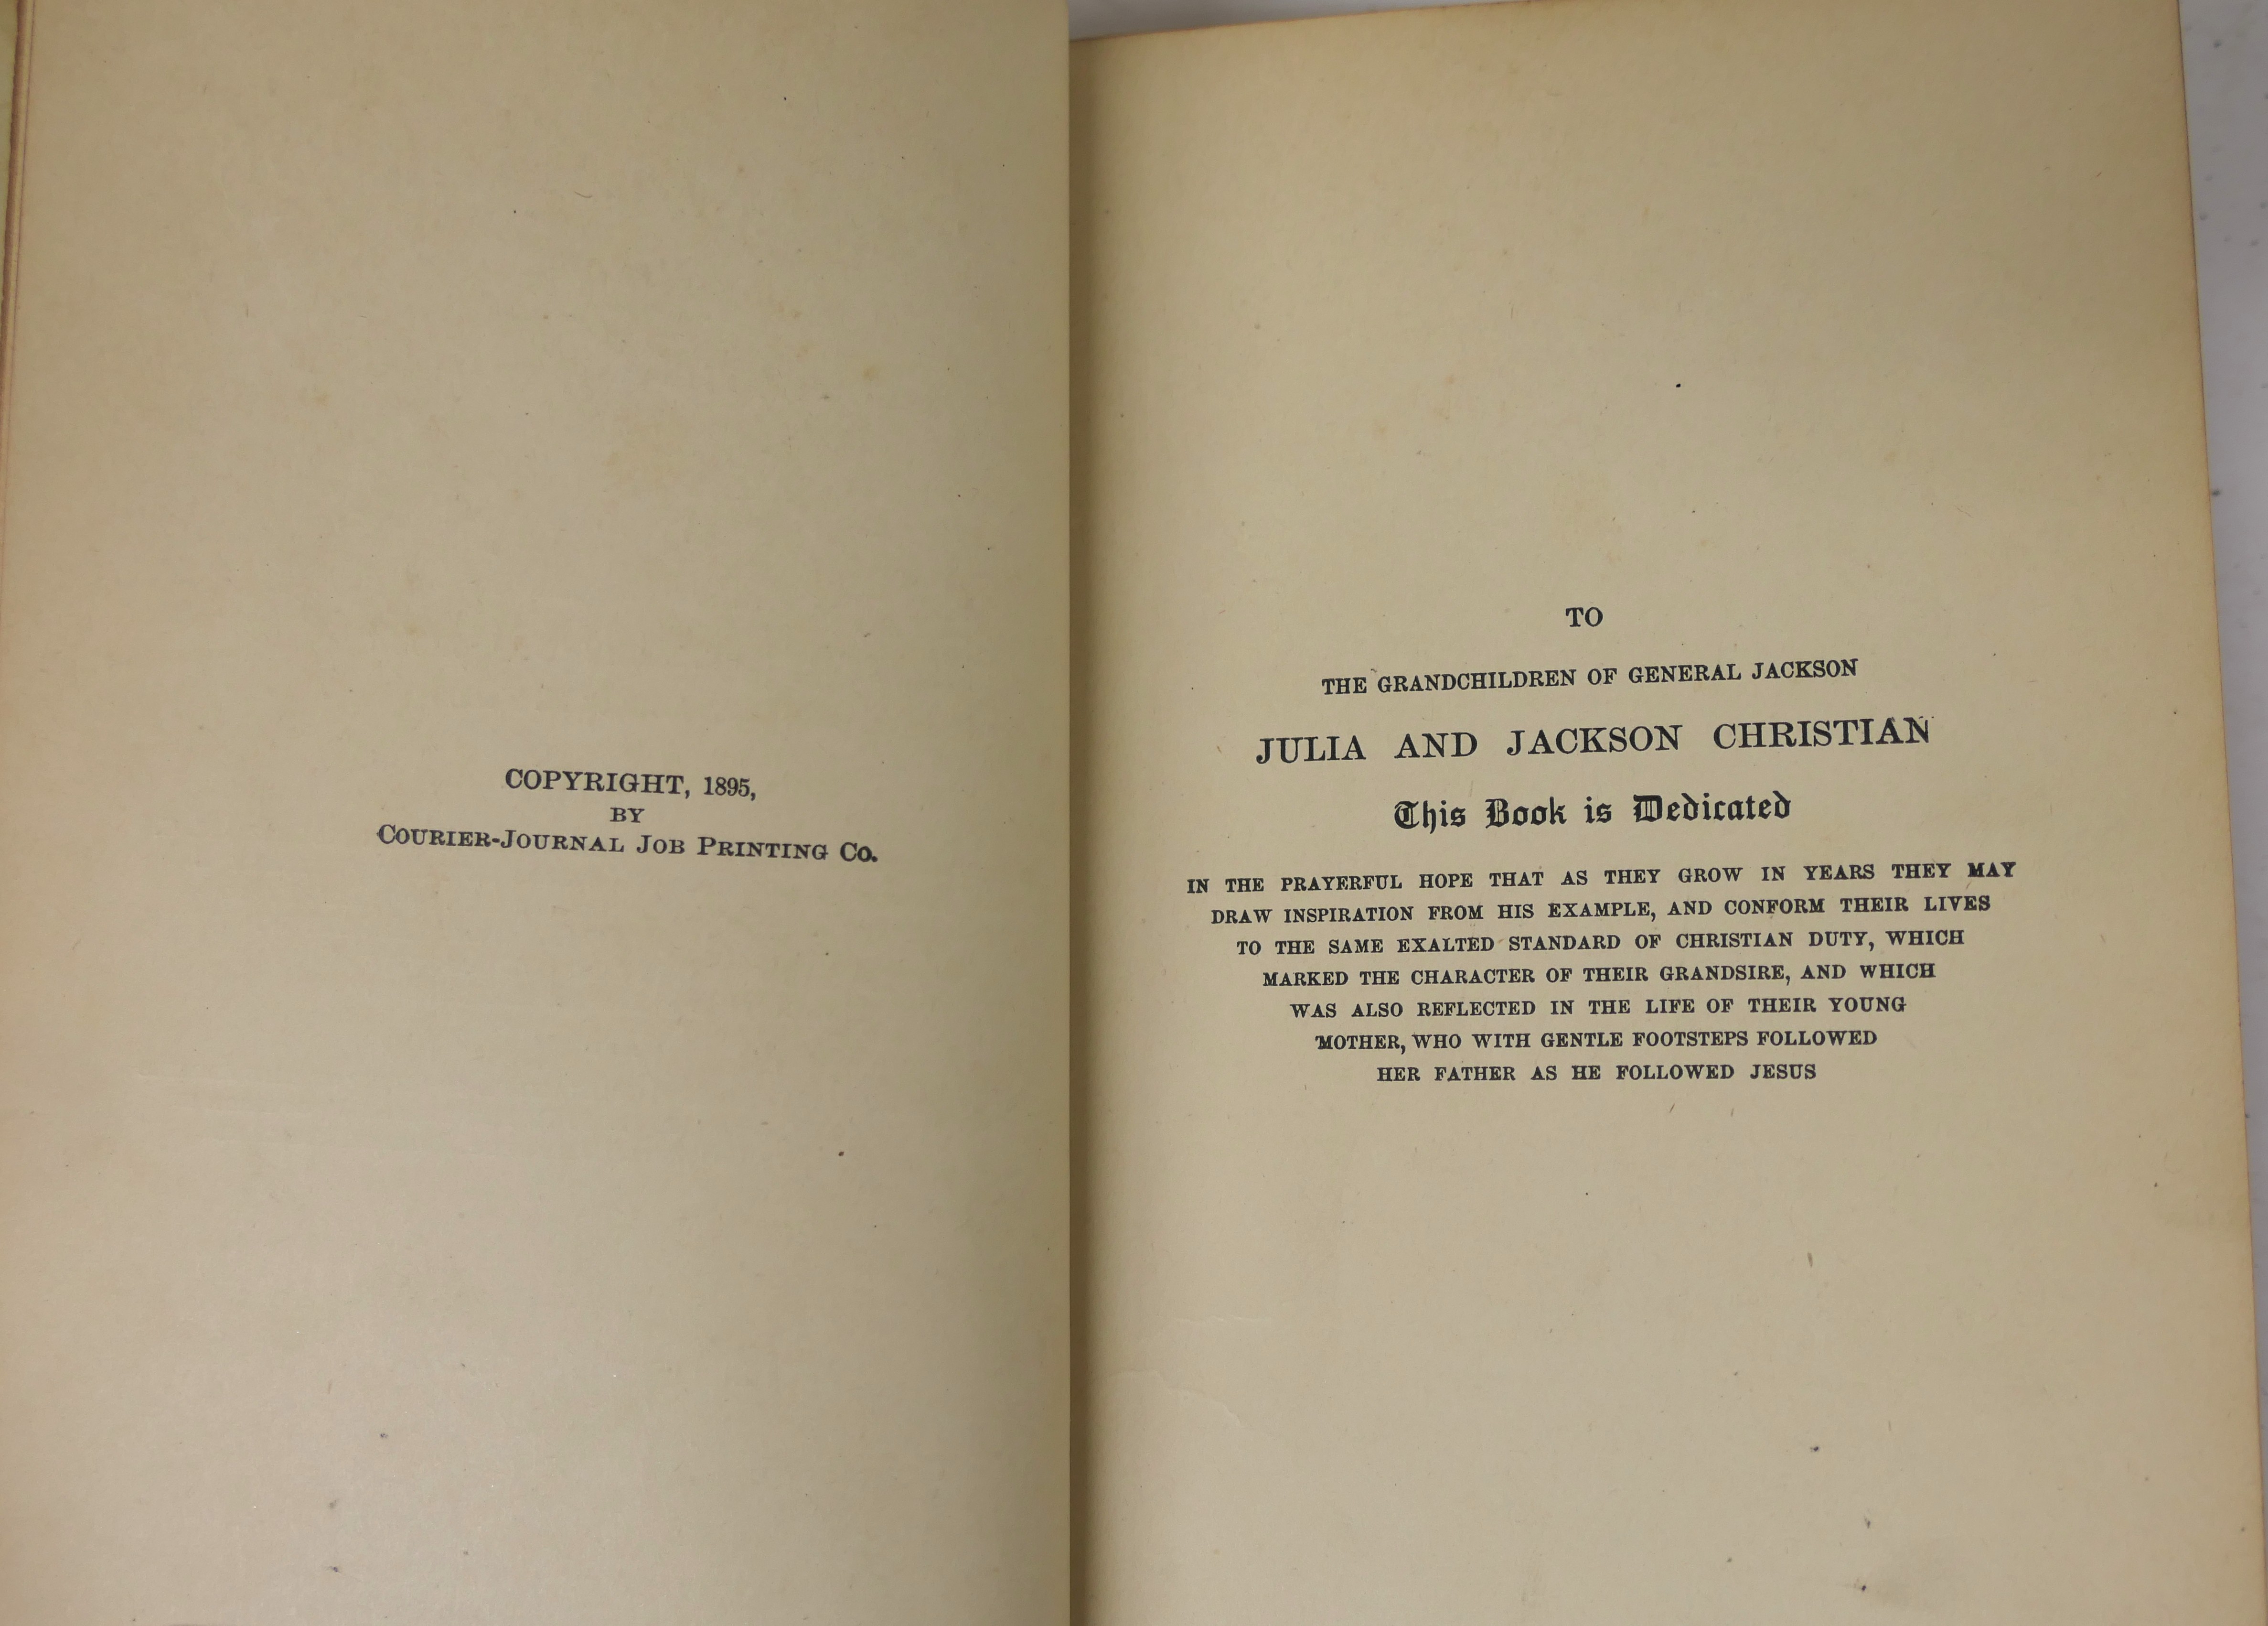 COPYRIGHT, 1895,
BY
COURIER-JOURNAL JOB PRINTING CO.
TO
THE GRANDCHILDREN OF GENERAL JACKSON
JULIA AND JACKSON CHRISTIAN
This Book is Dedicated
IN THE PRAYERFUL HOPE THAT AS THEY GROW IN YEARS THEY MAY
DRAW INSPIRATION FROM HIS EXAMPLE, AND CONFORM THEIR LIVES
TO THE SAME EXALTED STANDARD OF CHRISTIAN DUTY, WHICH
MARKED THE CHARACTER OF THEIR GRANDSIRE, AND WHICH
WAS ALSO REFLECTED IN THE LIFE OF THEIR YOUNG
MOTHER, WHO WITH GENTLE FOOTSTEPS FOLLOWED
HER FATHER AS HE FOLLOWED JESUS